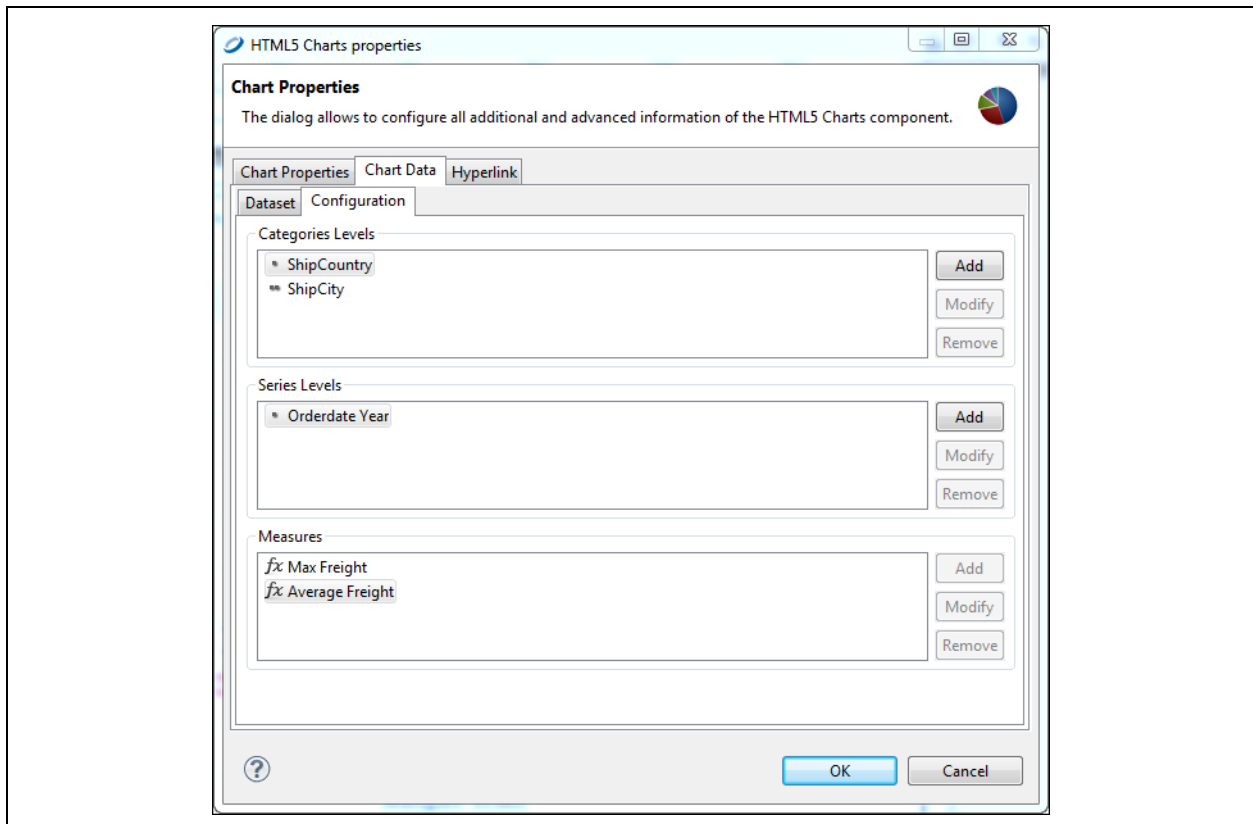 HTML5 Charts properties
Chart Properties
The dialog allows to configure all additional and advanced information of the HTML5 Charts component.
Chart Properties Chart Data Hyperlink
Dataset Configuration
Categories Levels
ShipCountry
ShipCity
Add
Modify
Remove
Series Levels
Orderdate Year
Add
Modify
Remove
Measures
fx Max Freight
fx Average Freight
Add
Modify
Remove
?
OK Cancel